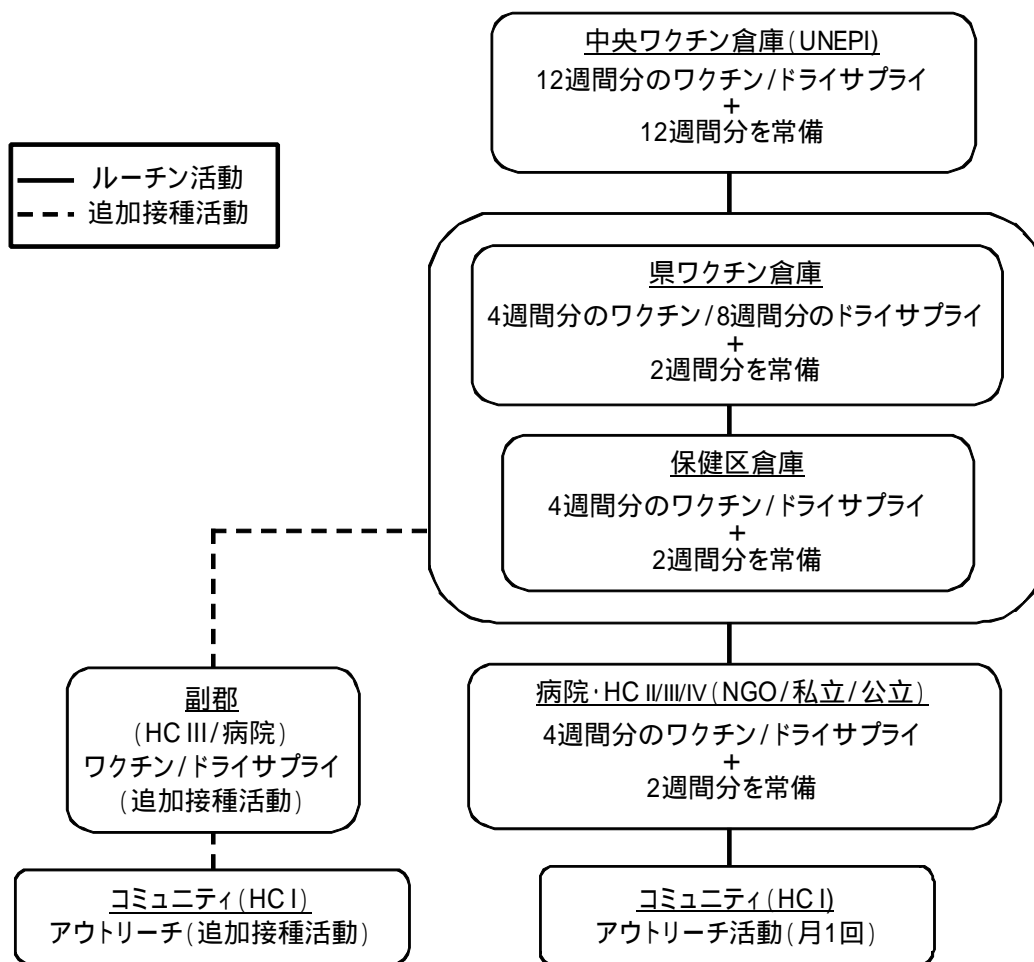 中央ワクチン倉庫(UNEPI)
12週間分のワクチン/ドライサプライ
+
12週間分を常備
ルーチン活動
追加接種活動
県ワクチン倉庫
4週間分のワクチン/8週間分のドライサプライ
+
2週間分を常備
保健区倉庫
4週間分のワクチン/ドライサプライ
+
2週間分を常備
副郡
(HC III/病院)
ワクチン/ドライサプライ
(追加接種活動)
病院・HC II/III/IV(NGO/私立/公立)
4週間分のワクチン/ドライサプライ
+
2週間分を常備
コミュニティ(HC I)
アウトリーチ(追加接種活動)
コミュニティ(HC I)
アウトリーチ活動(月1回)